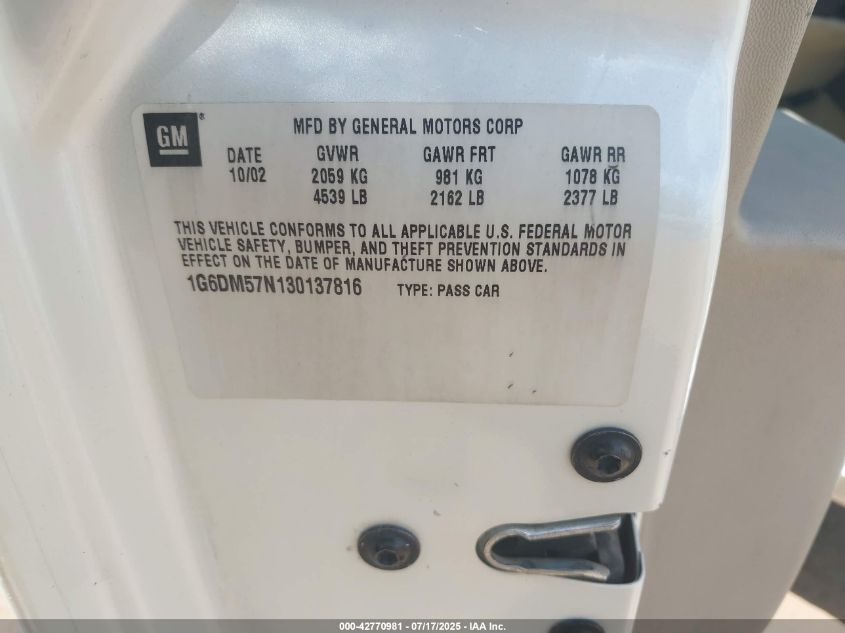 GM
MFD BY GENERAL MOTORS CORP
DATE GVWR GAWR FRT GAWR RR
10/02 2059 KG 981 KG 1078 KG
4539 LB 2162 LB 2377 LB
THIS VEHICLE CONFORMS TO ALL APPLICABLE U.S. FEDERAL MOTOR
VEHICLE SAFETY, BUMPER, AND THEFT PREVENTION STANDARDS IN
EFFECT ON THE DATE OF MANUFACTURE SHOWN ABOVE.
1G6DM57N130137816 TYPE: PASS CAR
000-42770981 - 07/17/2025 - IAA Inc.